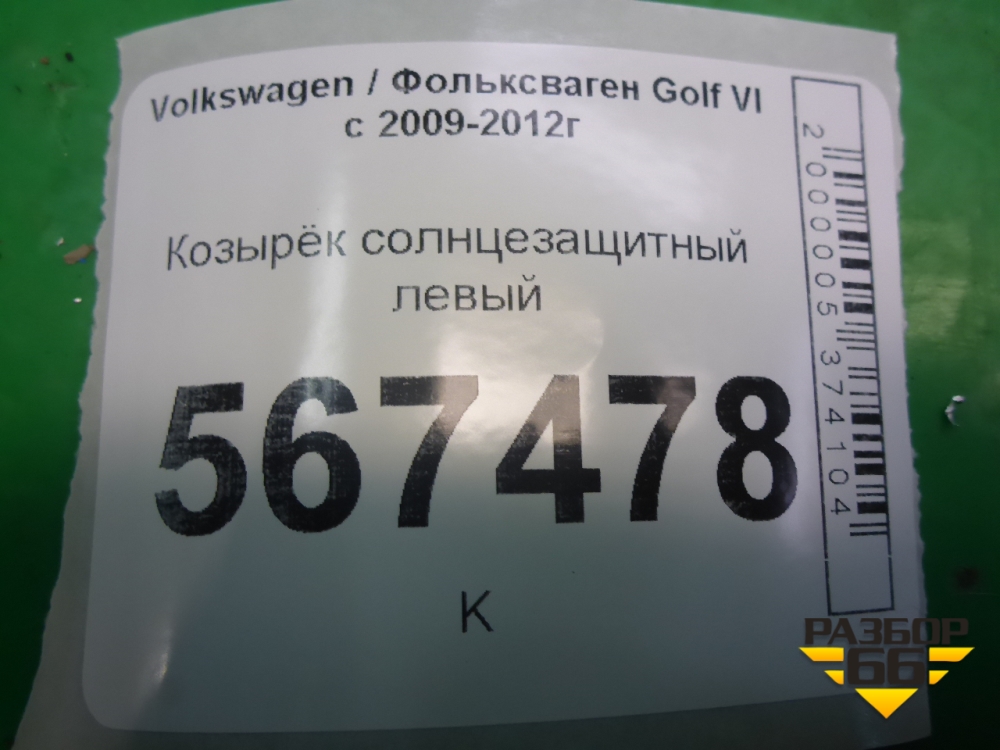 Volkswagen / Фольксваген Golf VI
с 2009-2012г
Козырёк солнцезащитный
левый
567478
К
2000005374104
РАЗБОР
66